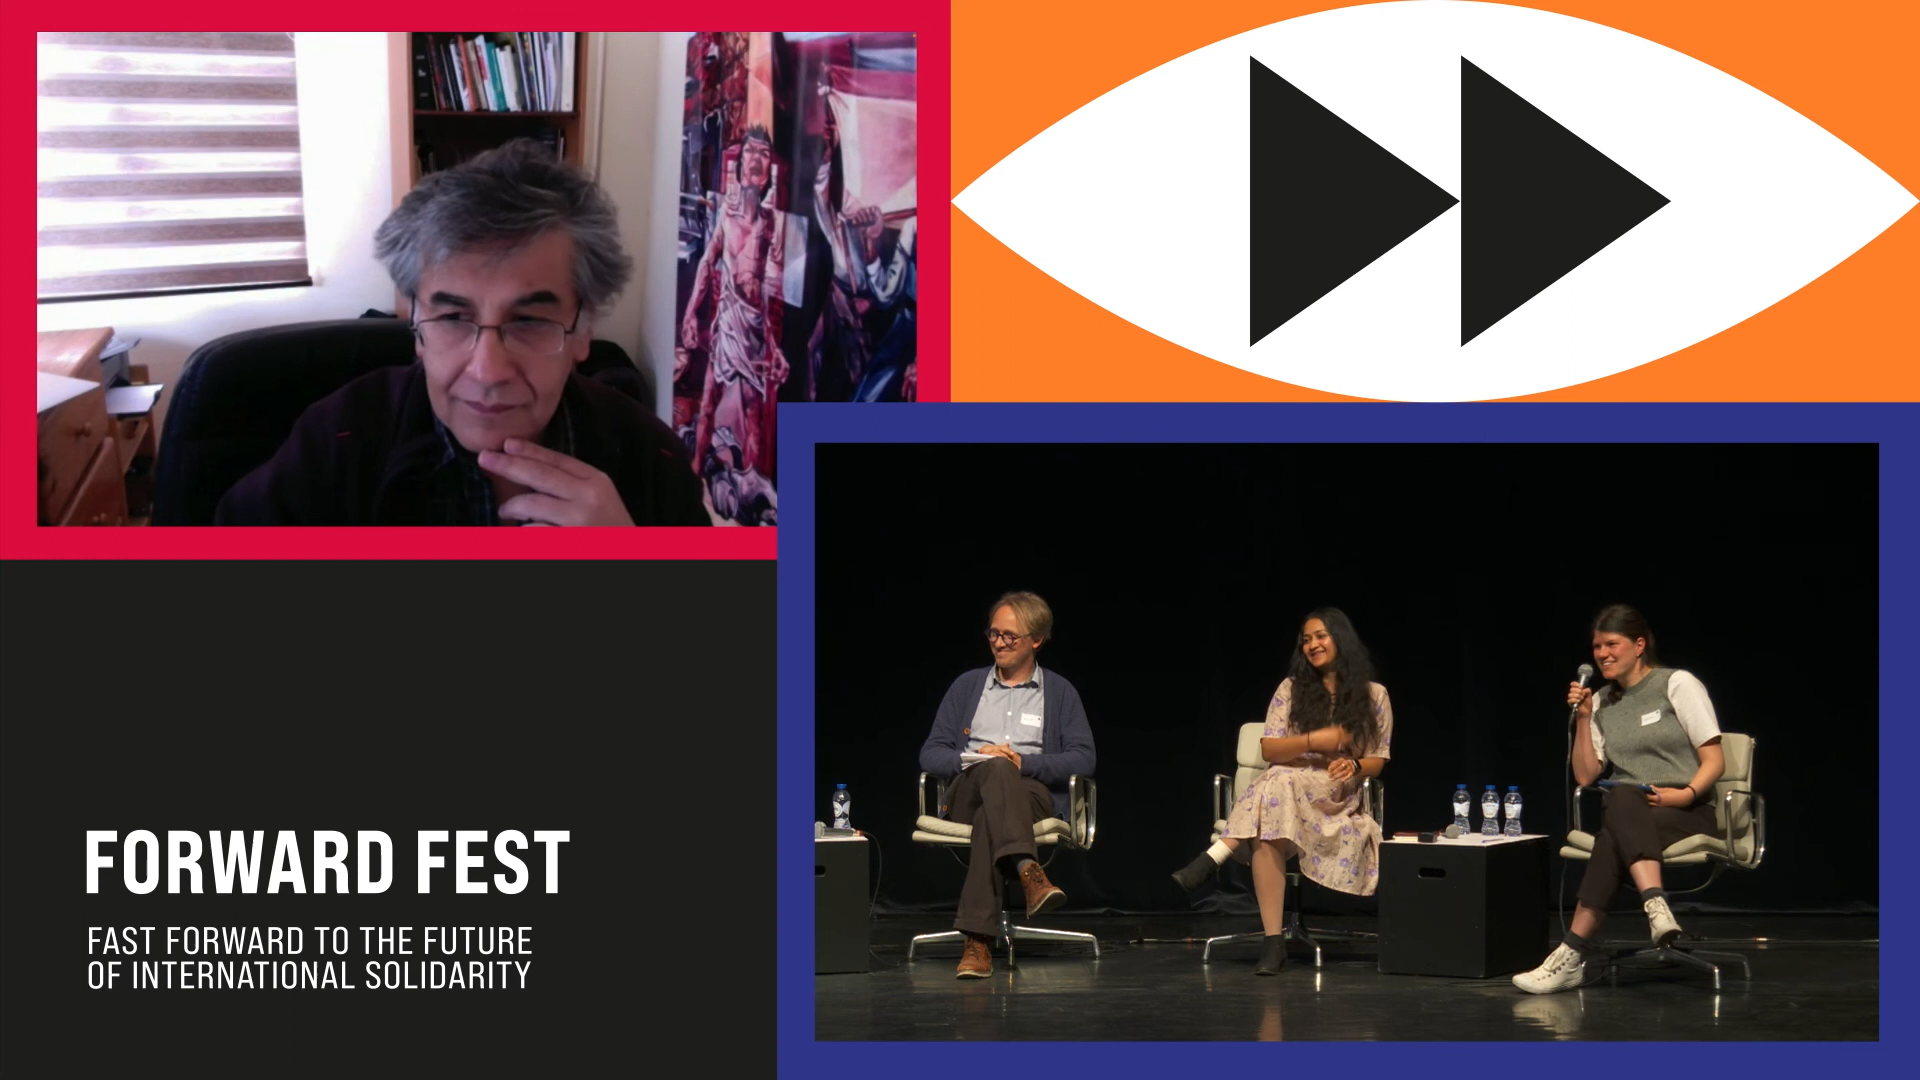 FORWARD FEST
FAST FORWARD TO THE FUTURE
OF INTERNATIONAL SOLIDARITY